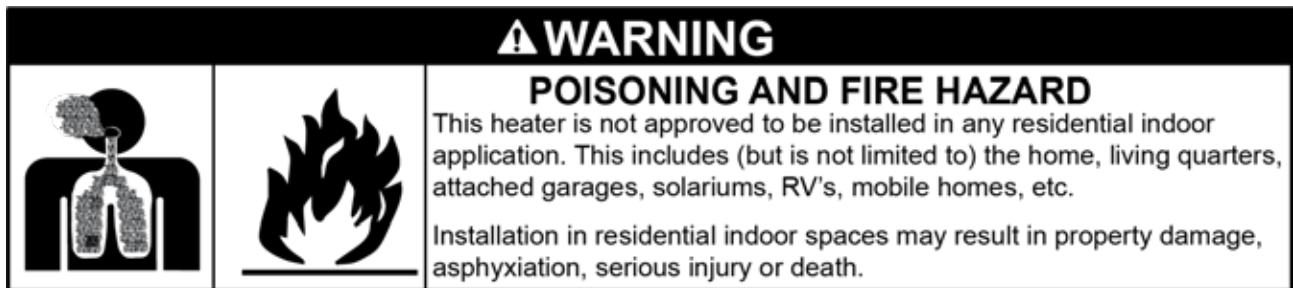 WARNING
POISONING AND FIRE HAZARD
This heater is not approved to be installed in any residential indoor
application. This includes (but is not limited to) the home, living quarters,
attached garages, solariums, RV's, mobile homes, etc.
Installation in residential indoor spaces may result in property damage,
asphyxiation, serious injury or death.